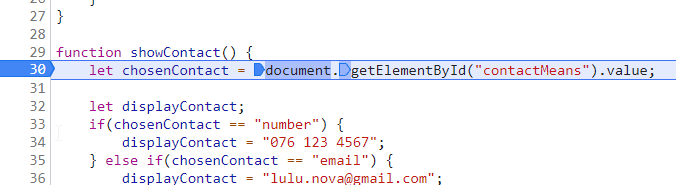 26 }
27 }
28
29 function showContact() {
30 let chosenContact = document.getElementById("contactMeans").value;
31
32 let displayContact;
33 if(chosenContact == "number") {
34 displayContact = "076 123 4567";
35 } else if(chosenContact == "email") {
36 displayContact = "lulu.nova@gmail.com";